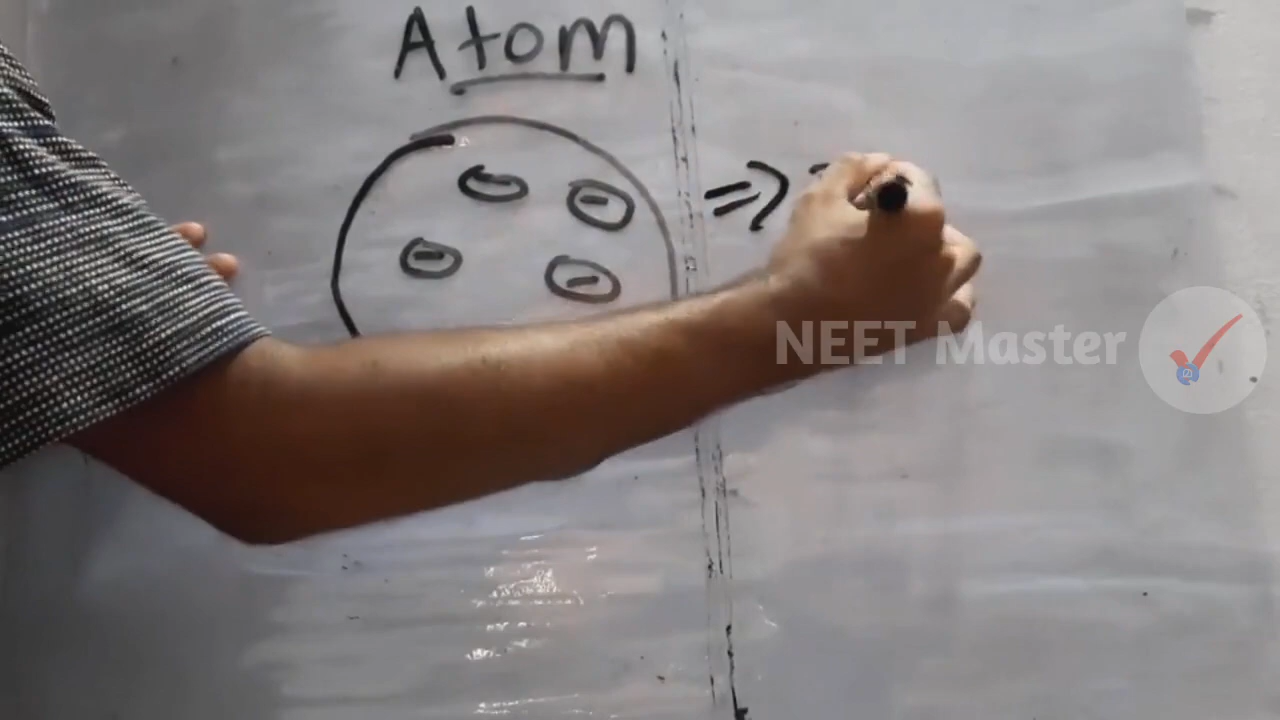 Atom
⊖ ⊖
⇒
⊖ ⊖
NEET Master